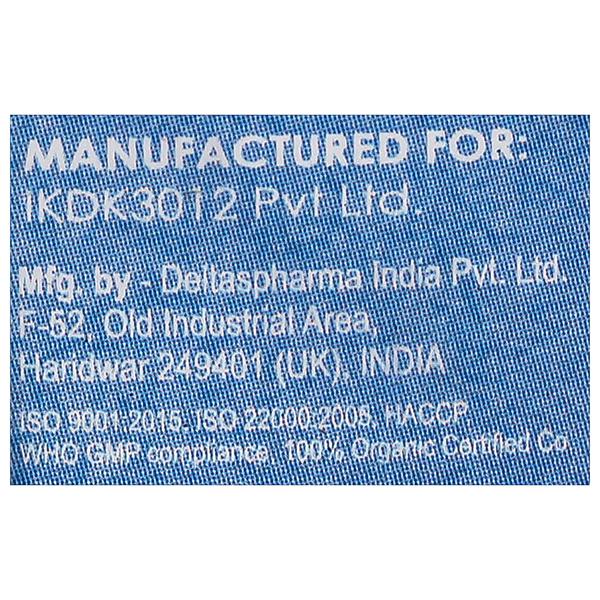 MANUFACTURED FOR:
IKDK3012 Pvt Ltd.
Mfg. by - Deltaspharma India Pvt. Ltd.
F-52, Old Industrial Area,
Haridwar 249401 (UK), INDIA
ISO 9001-2015. ISO 22000-2005, HACCP
WHO GMP compliance. 100% Organic Certified Co